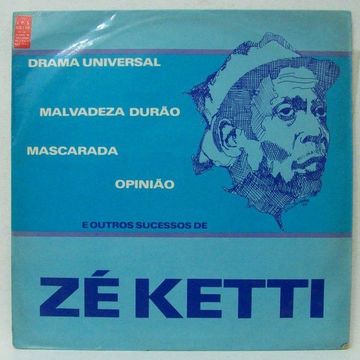 DRAMA UNIVERSAL
MALVADEZA DURÃO
MASCARADA
OPINIÃO
E OUTROS SUCESSOS DE
ZÉ KETTI